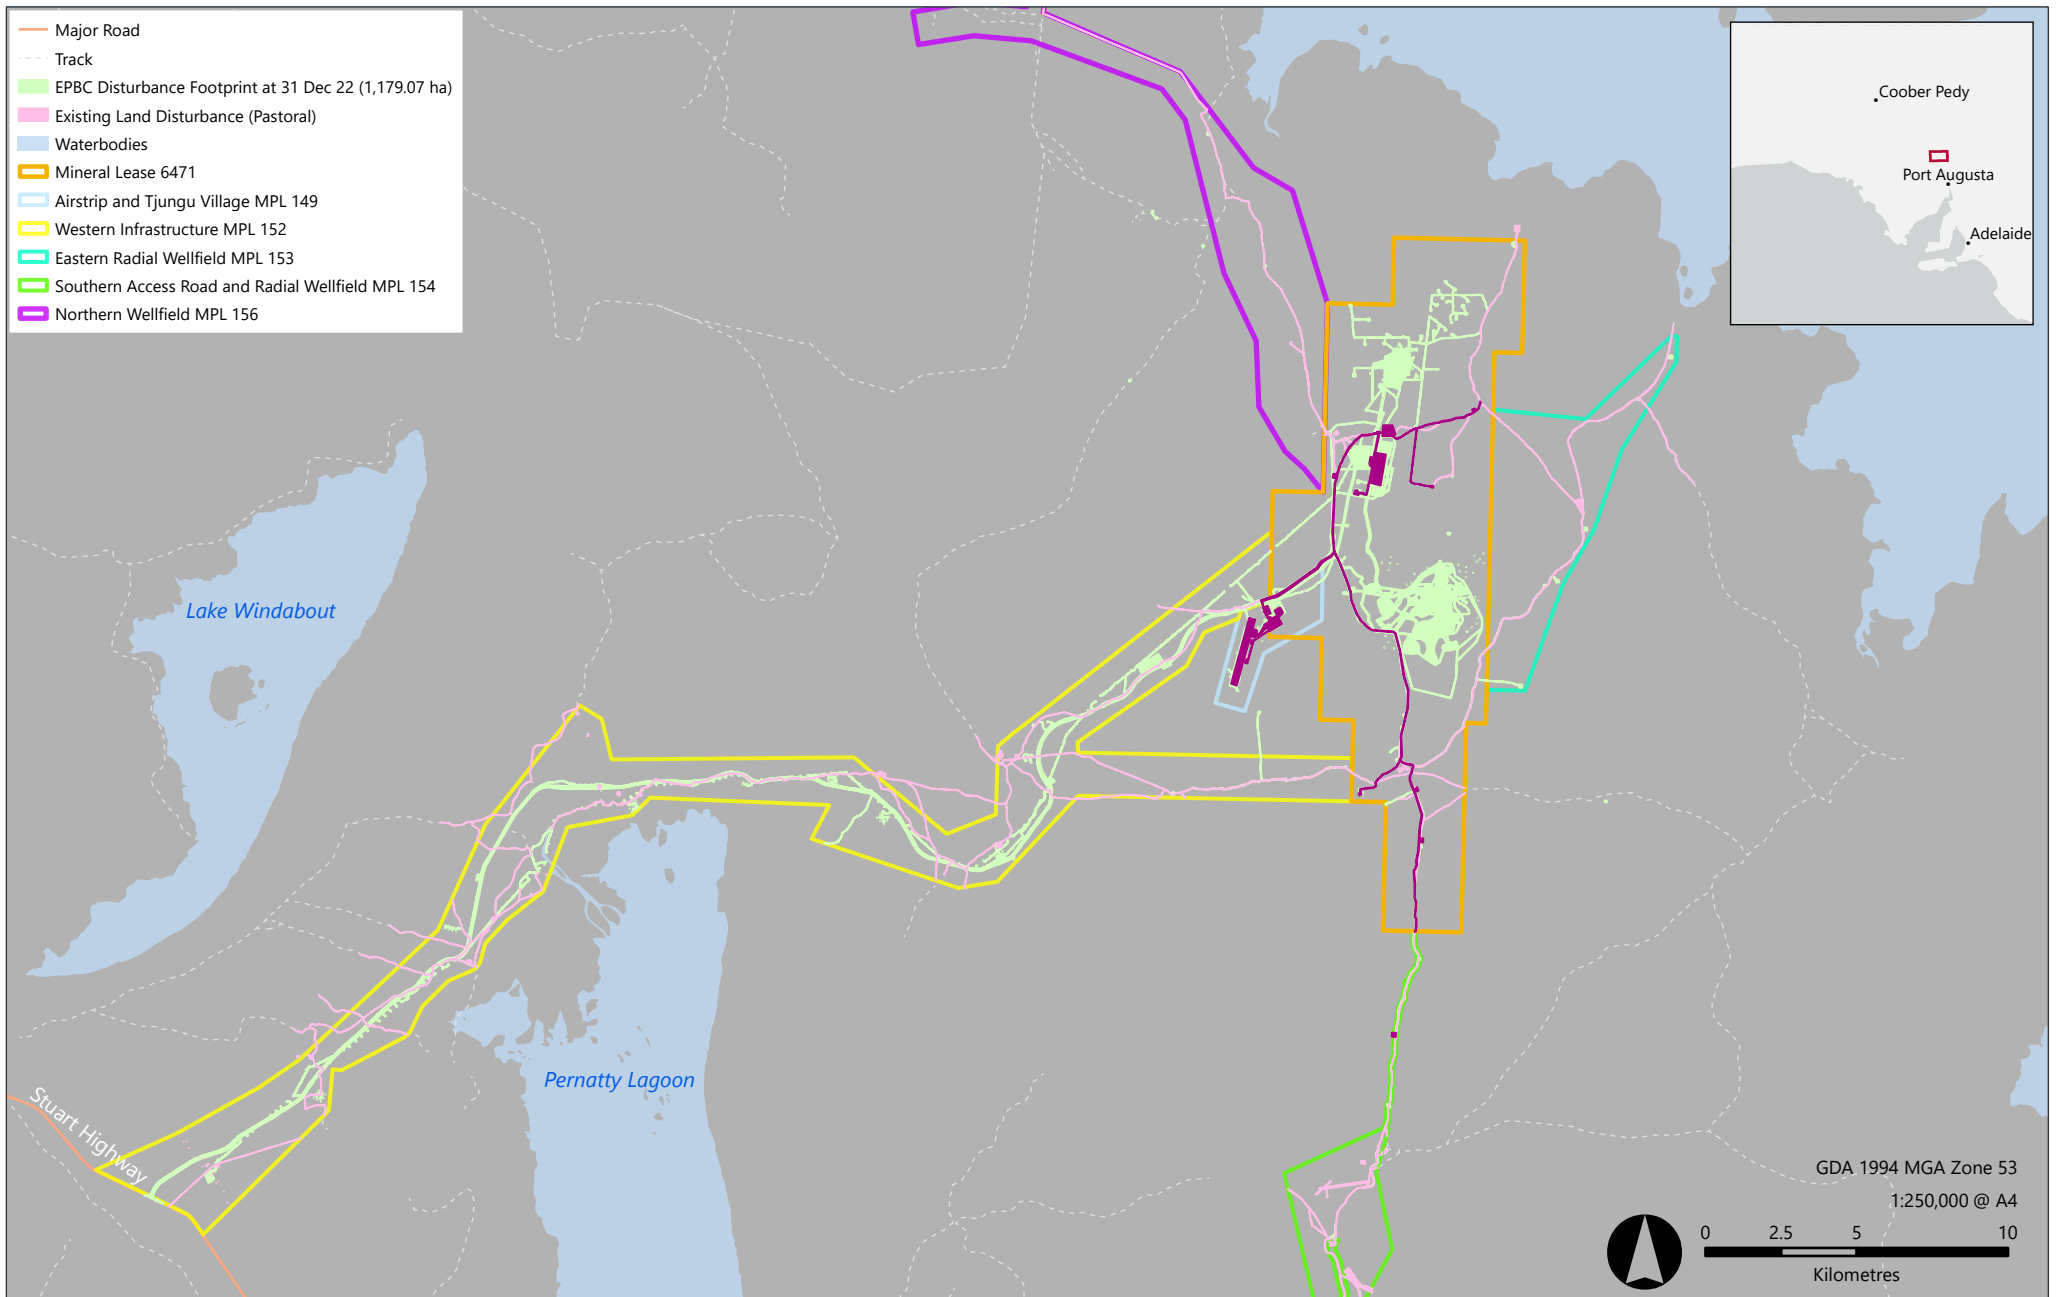 Major Road
Track
EPBC Disturbance Footprint at 31 Dec 22 (1,179.07 ha)
Existing Land Disturbance (Pastoral)
Waterbodies
Mineral Lease 6471
Airstrip and Tjungu Village MPL 149
Western Infrastructure MPL 152
Eastern Radial Wellfield MPL 153
Southern Access Road and Radial Wellfield MPL 154
Northern Wellfield MPL 156
Coober Pedy
Port Augusta
Adelaide
Lake Windabout
Pernatty Lagoon
Stuart Highway
GDA 1994 MGA Zone 53
1:250,000 @ A4
0 2.5 5 10
Kilometres